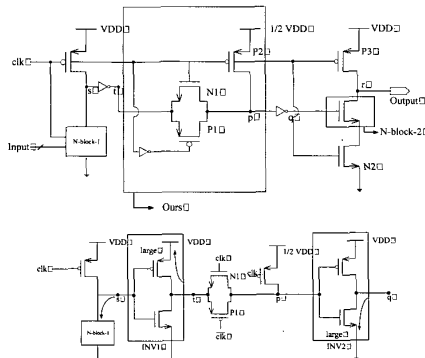 VDD□
1/2 VDD□
VDD□
clk□
P2□
P3□
s□
t□
N1□
r□
Output□
P1□
p□
q□
N-block-1
Input□
N-block-2□
N2□
Ours□
VDD□
VDD□
large□
clk□
1/2 VDD□
VDD□
clk□
N1□
clk□
s□
t□
p□
q□
P1□
N-block-1
clk□
large□
INV1□
INV2□